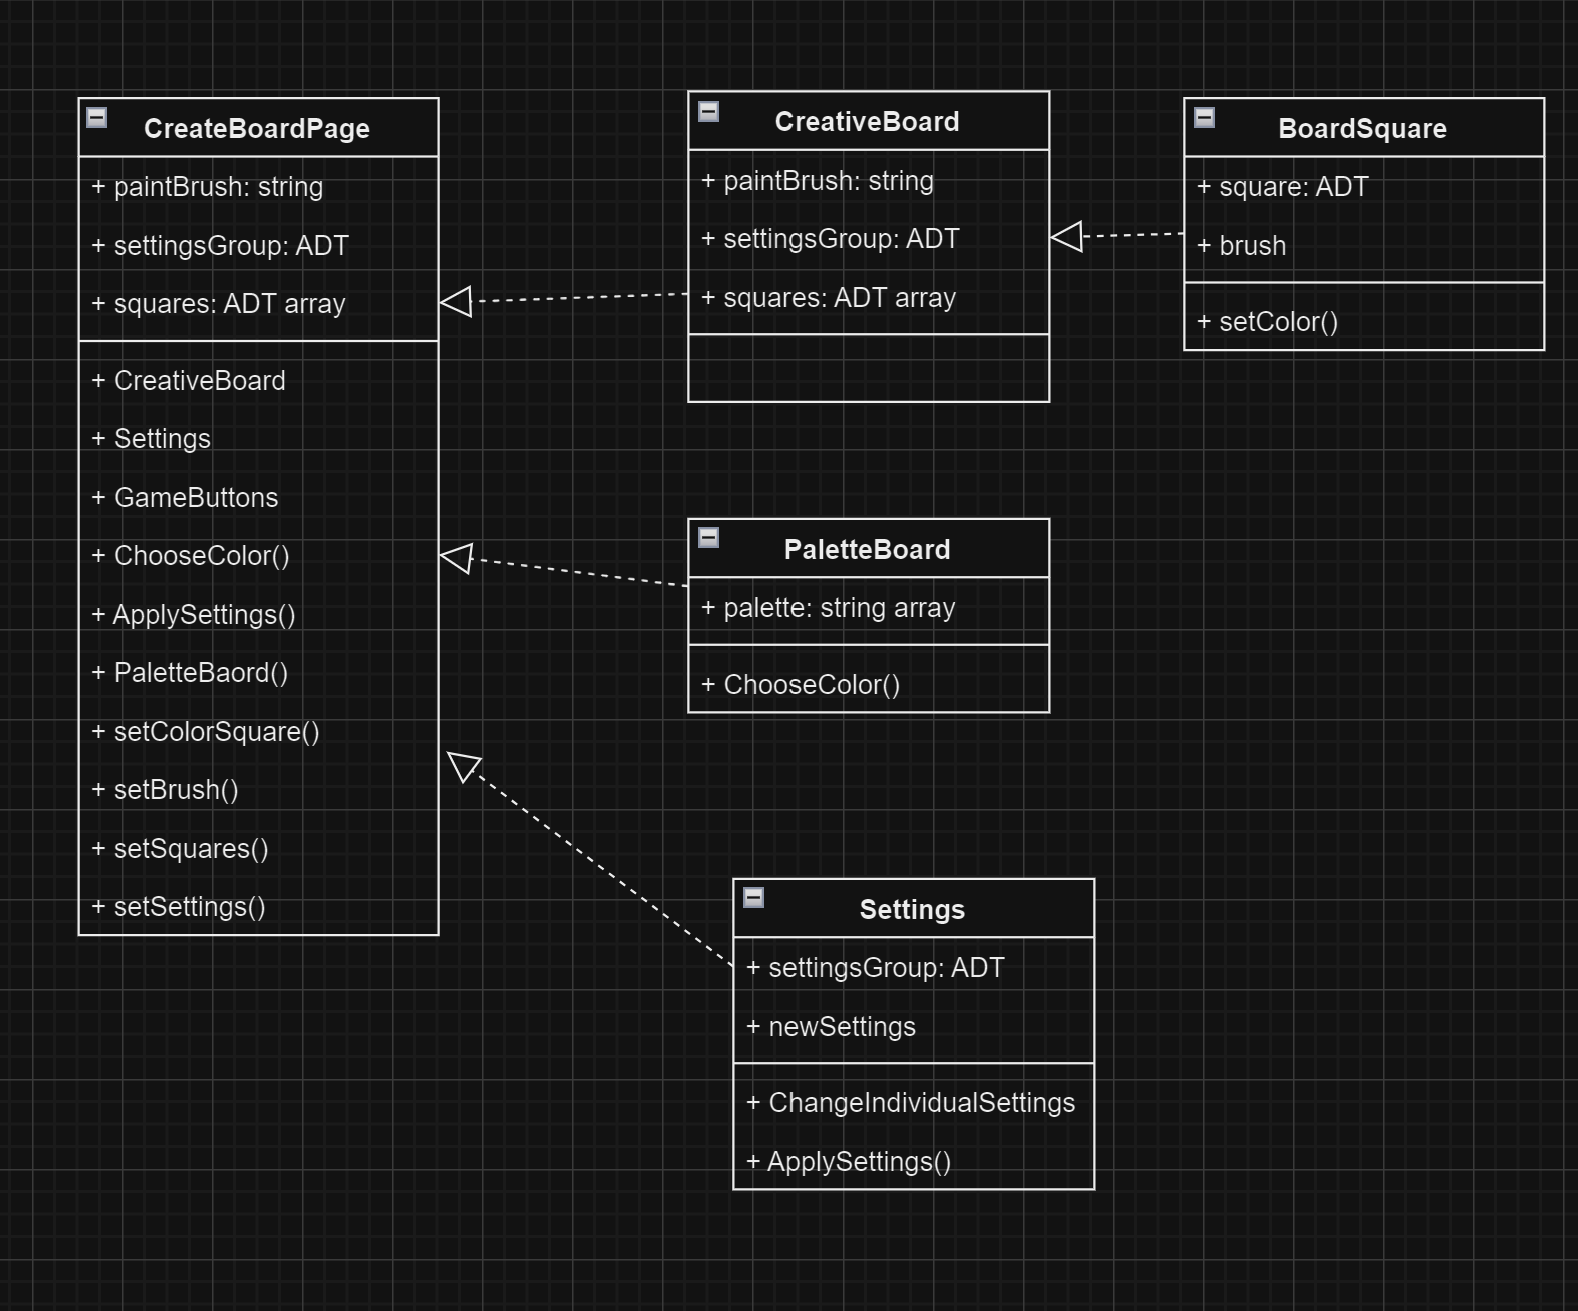 CreateBoardPage
+ paintBrush: string
+ settingsGroup: ADT
+ squares: ADT array
+ CreativeBoard
+ Settings
+ GameButtons
+ ChooseColor()
+ ApplySettings()
+ PaletteBaord()
+ setColorSquare()
+ setBrush()
+ setSquares()
+ setSettings()
CreativeBoard
+ paintBrush: string
+ settingsGroup: ADT
+ squares: ADT array
BoardSquare
+ square: ADT
+ brush
+ setColor()
PaletteBoard
+ palette: string array
+ ChooseColor()
Settings
+ settingsGroup: ADT
+ newSettings
+ ChangeIndividualSettings
+ ApplySettings()